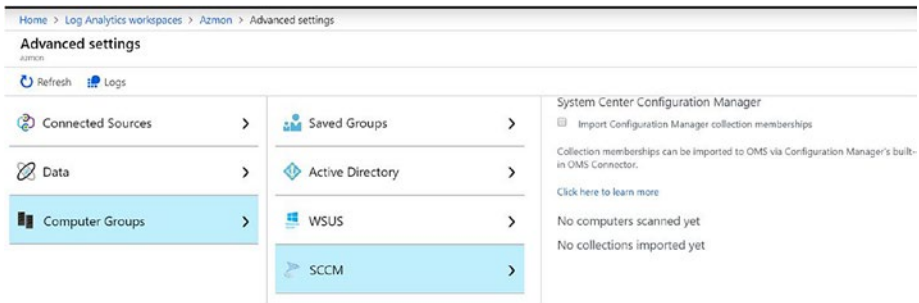 Home > Log Analytics workspaces > Azmon > Advanced settings
Advanced settings
azmon
Refresh Logs
Connected Sources >
Data >
Computer Groups >
Saved Groups >
Active Directory >
WSUS >
SCCM >
System Center Configuration Manager
Import Configuration Manager collection memberships
Collection memberships can be imported to OMS via Configuration Manager's built-
in OMS Connector.
Click here to learn more
No computers scanned yet
No collections imported yet